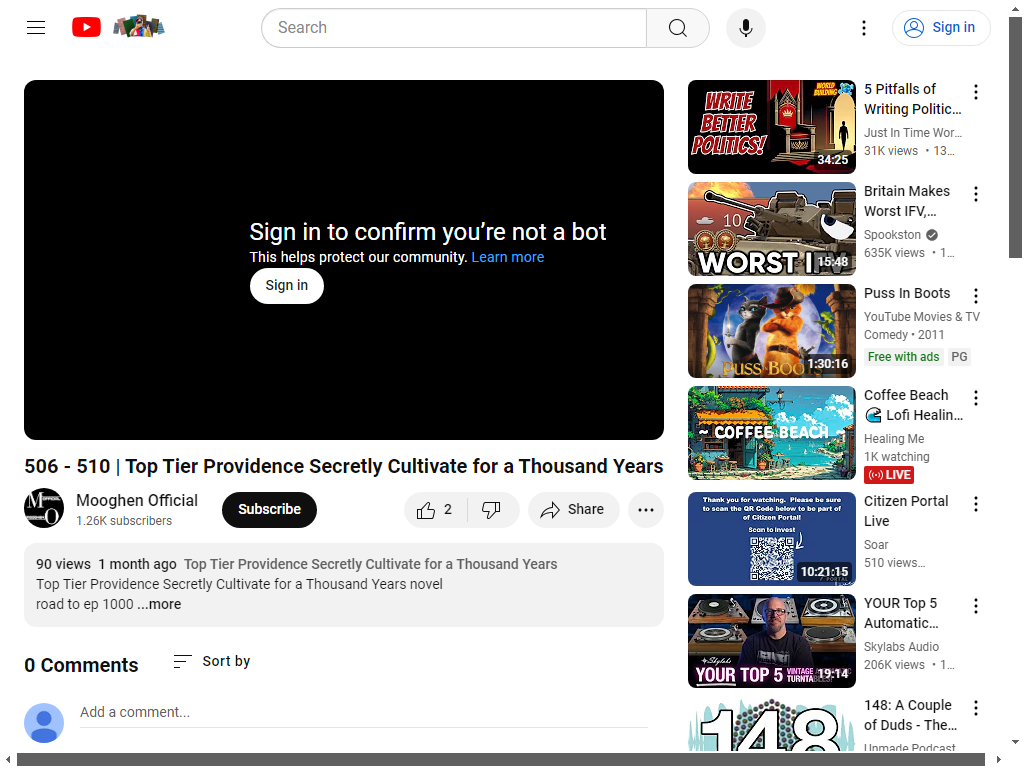 Search
Sign in
Sign in to confirm you're not a bot
This helps protect our community. Learn more
Sign in
506 - 510 | Top Tier Providence Secretly Cultivate for a Thousand Years
Mooghen Official
1.26K subscribers
Subscribe
2
Share
90 views 1 month ago Top Tier Providence Secretly Cultivate for a Thousand Years
Top Tier Providence Secretly Cultivate for a Thousand Years novel
road to ep 1000 ...more
0 Comments
Sort by
Add a comment...
WORLD BUILDING
WRITE
BETTER
POLITICS!
34:25
5 Pitfalls of
Writing Politic...
Just In Time Wor...
31K views • 13...
10
WORST IFV
15:48
Britain Makes
Worst IFV,...
Spookston
635K views • 1...
PUSS BOOTS
1:30:16
Puss In Boots
YouTube Movies & TV
Comedy • 2011
Free with ads
PG
~ COFFEE BEACH ~
Coffee Beach
🌊 Lofi Healin...
Healing Me
1K watching
LIVE
Thank you for watching. Please be sure
to scan the QR Code below to be part of
of Citizen Portal!
Scan to Invest
PORTAL
10:21:15
Citizen Portal
Live
Soar
510 views...
Skylabs
YOUR TOP 5
VINTAGE
19:14
YOUR Top 5
Automatic...
Skylabs Audio
206K views • 1...
148
148: A Couple
of Duds - The...
Unmade Podcast